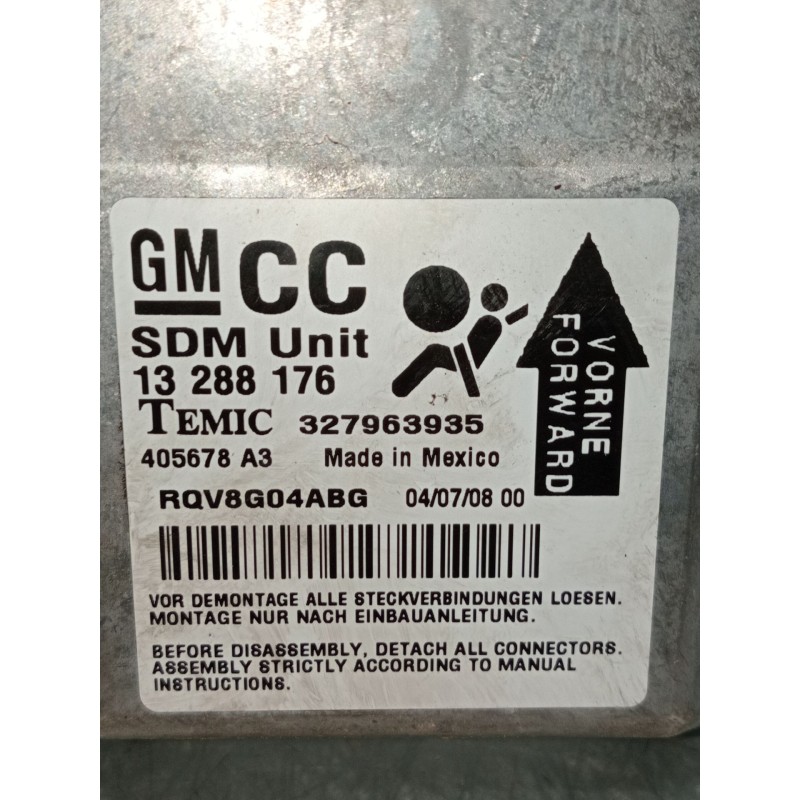 GM CC
SDM Unit
13 288 176
TEMIC 327963935
405678 A3 Made in Mexico
RQV8G04ABG 04/07/08 00
VORNE
FORWARD
VOR DEMONTAGE ALLE STECKVERBINDUNGEN LOESEN.
MONTAGE NUR NACH EINBAUANLEITUNG.
BEFORE DISASSEMBLY, DETACH ALL CONNECTORS.
ASSEMBLY STRICTLY ACCORDING TO MANUAL
INSTRUCTIONS.